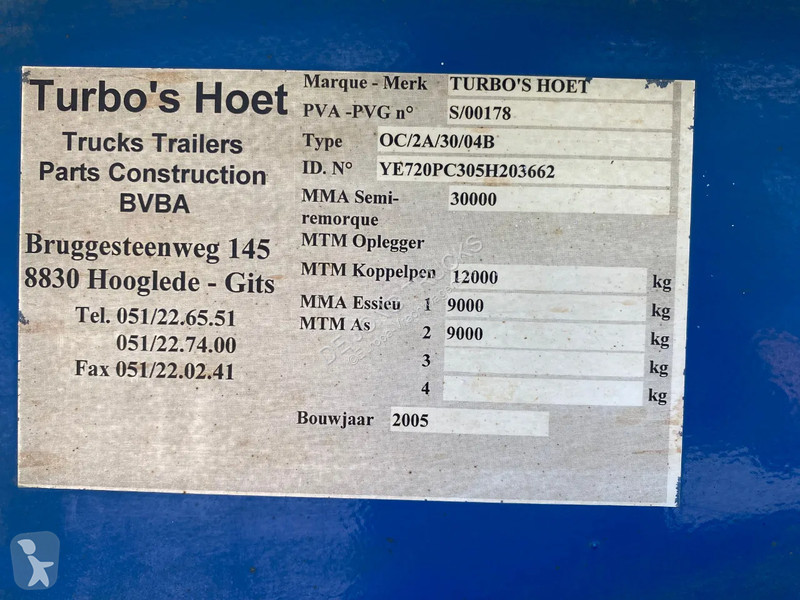 Turbo's Hoet
Trucks Trailers
Parts Construction
BVBA
Bruggesteenweg 145
8830 Hooglede - Gits
Tel. 051/22.65.51
051/22.74.00
Fax 051/22.02.41
Marque - Merk TURBO'S HOET
PVA -PVG n° S/00178
Type OC/2A/30/04B
ID. N° YE720PC305H203662
MMA Semi- 30000
remorque
MTM Oplegger
MTM Koppelpen 12000 kg
MMA Essieu 1 9000 kg
MTM As 2 9000 kg
3 kg
4 kg
Bouwjaar 2005